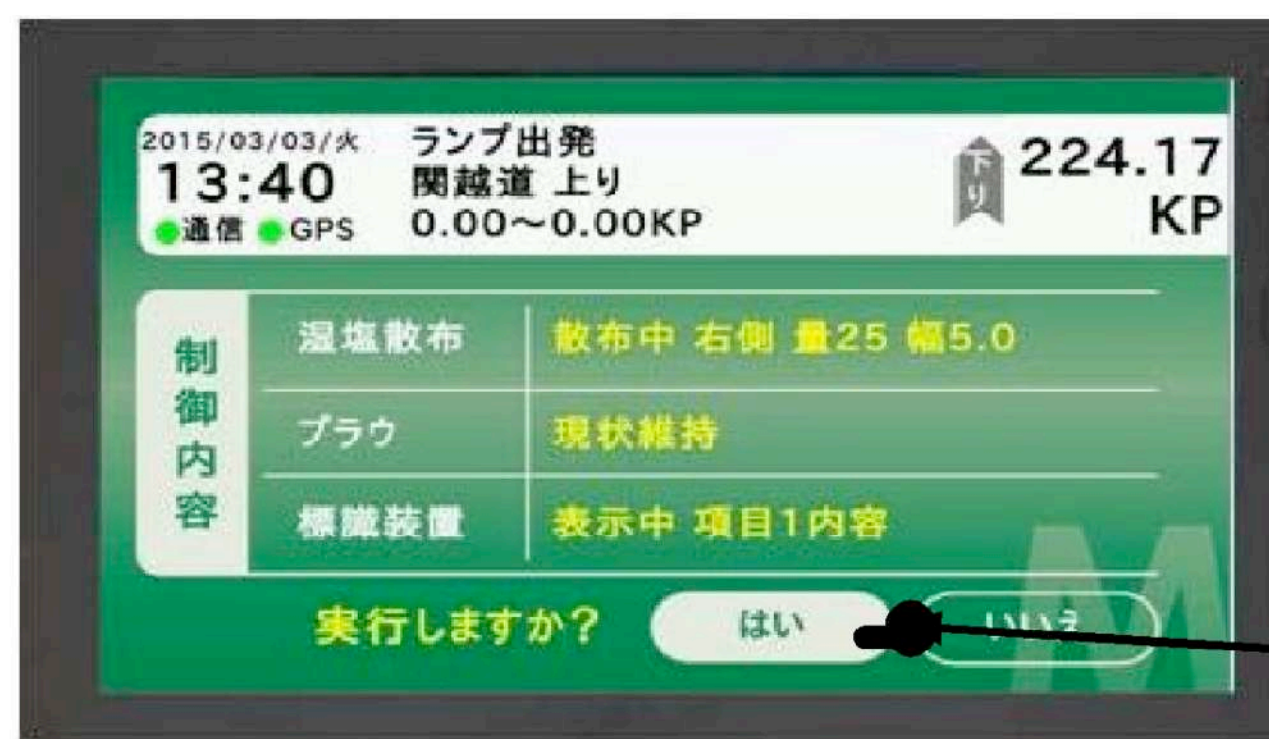 2015/03/03/火
13:40
通信 GPS
ランプ出発
関越道 上り
0.00~0.00KP
下り
224.17
KP
制御内容
湿塩散布 散布中 右側 量25 幅5.0
プラウ 現状維持
標識装置 表示中 項目1内容
実行しますか? はい いいえ
M